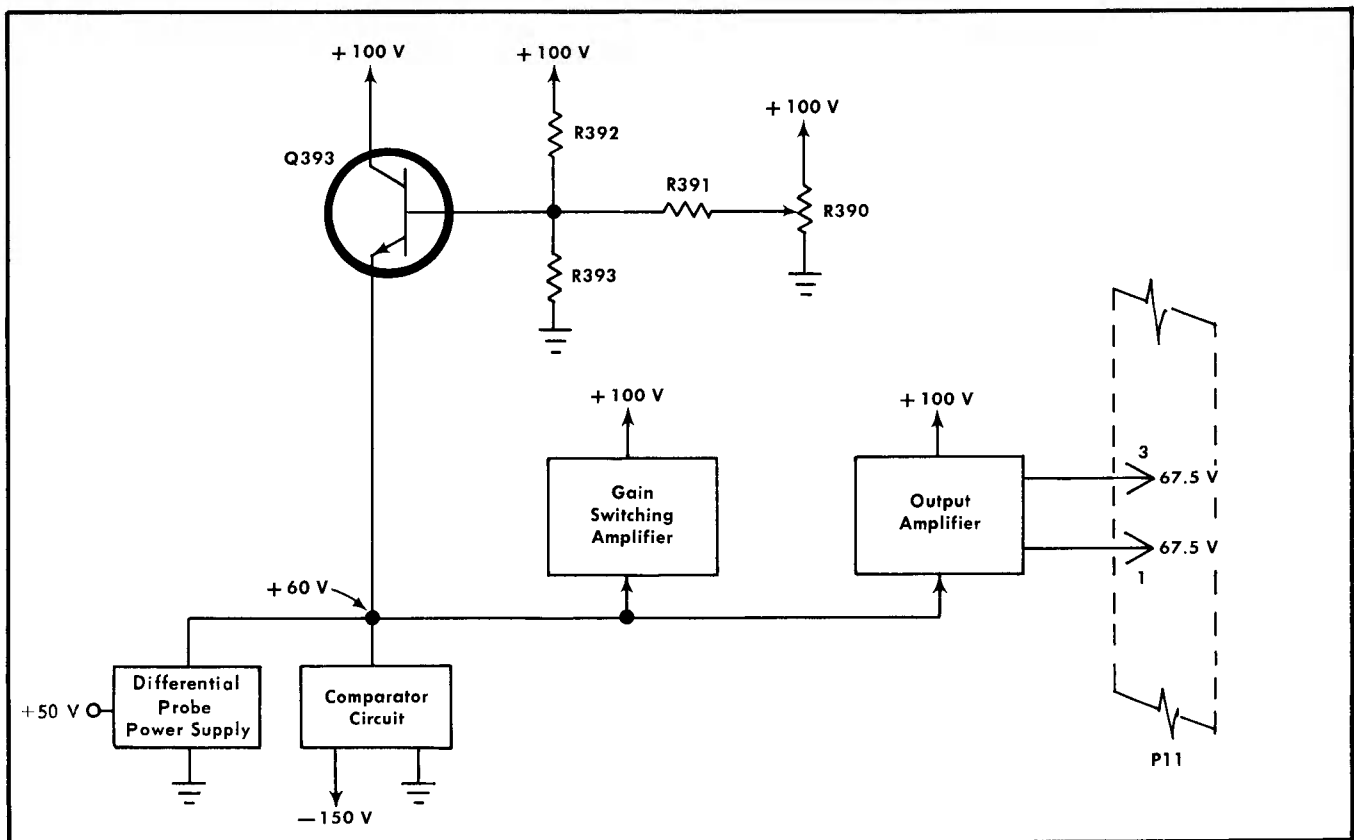 +100 V
+100 V
+100 V
R392
Q393
R391
R390
R393
+100 V
+100 V
3
67.5 V
Gain
Switching
Amplifier
Output
Amplifier
67.5 V
1
+60 V
Differential
Probe
Power Supply
+50 V
Comparator
Circuit
P11
—150 V